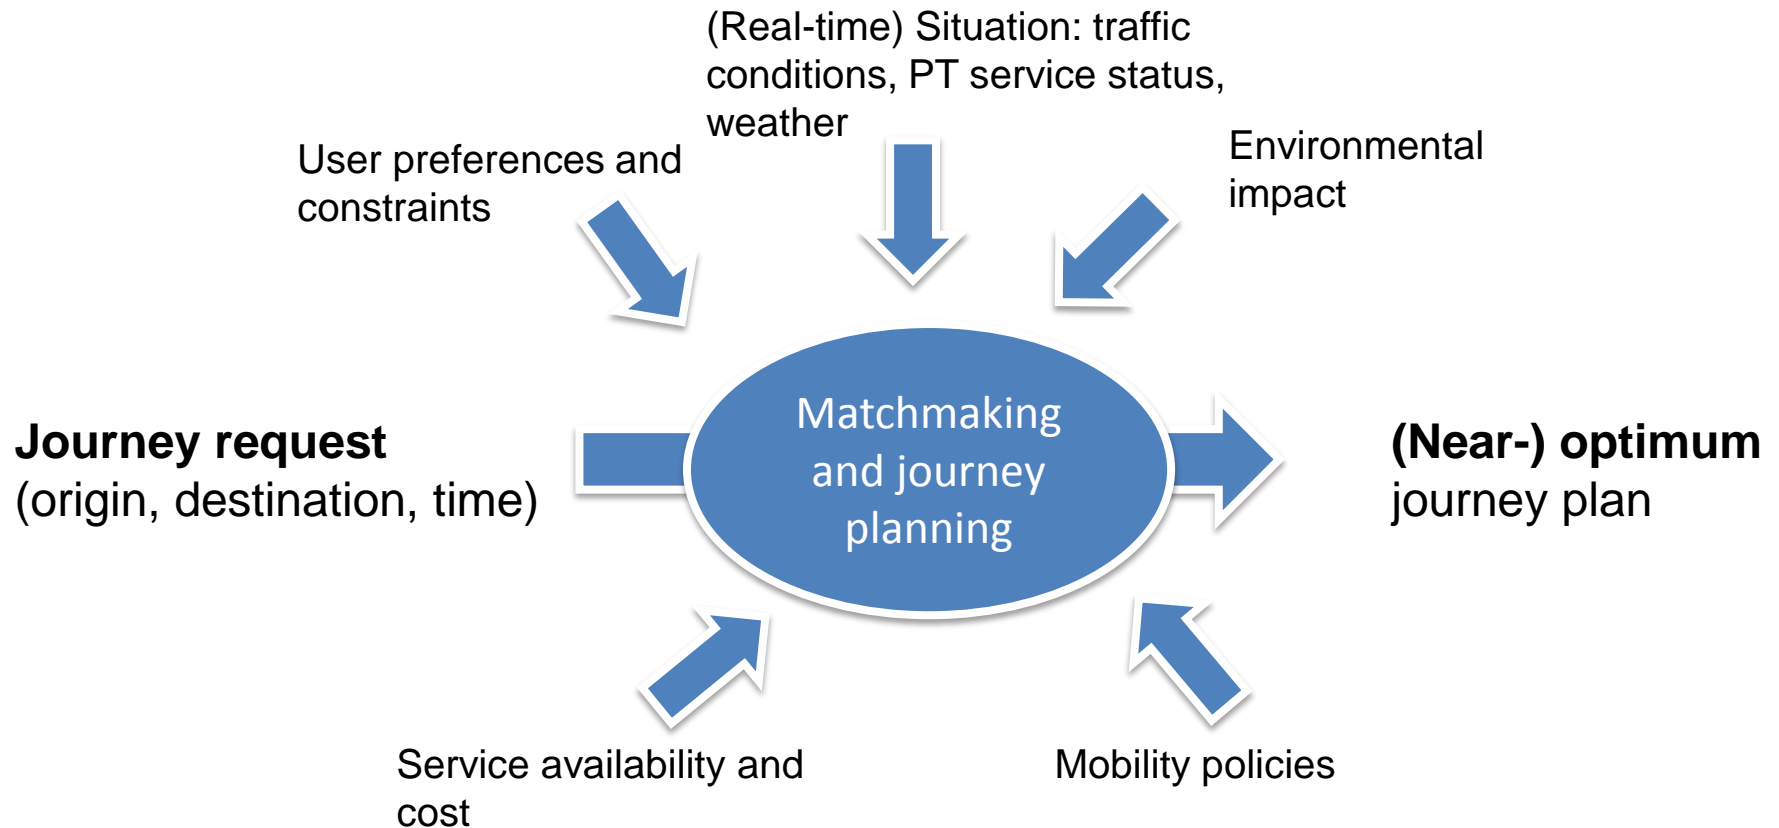 (Real-time) Situation: traffic
conditions, PT service status,
weather
User preferences and
constraints
Environmental
impact
Journey request
(origin, destination, time)
Matchmaking
and journey
planning
(Near-) optimum
journey plan
Service availability and
cost
Mobility policies